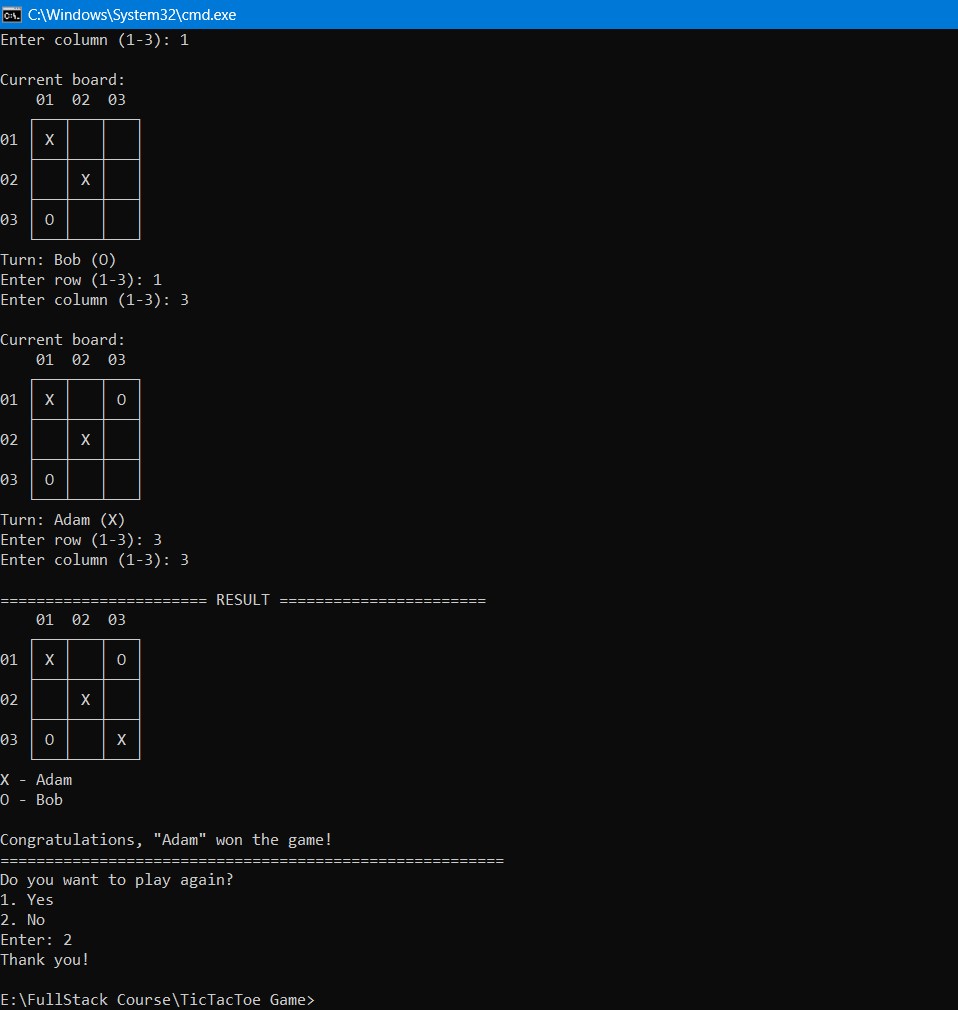 C:\Windows\System32\cmd.exe
Enter column (1-3): 1
Current board:
01 02 03
01 X
02 X
03 O
Turn: Bob (O)
Enter row (1-3): 1
Enter column (1-3): 3
Current board:
01 02 03
01 X O
02 X
03 O
Turn: Adam (X)
Enter row (1-3): 3
Enter column (1-3): 3
======================= RESULT =======================
01 02 03
01 X O
02 X
03 O X
X - Adam
O - Bob
Congratulations, "Adam" won the game!
========================================================
Do you want to play again?
1. Yes
2. No
Enter: 2
Thank you!
E:\FullStack Course\TicTacToe Game>